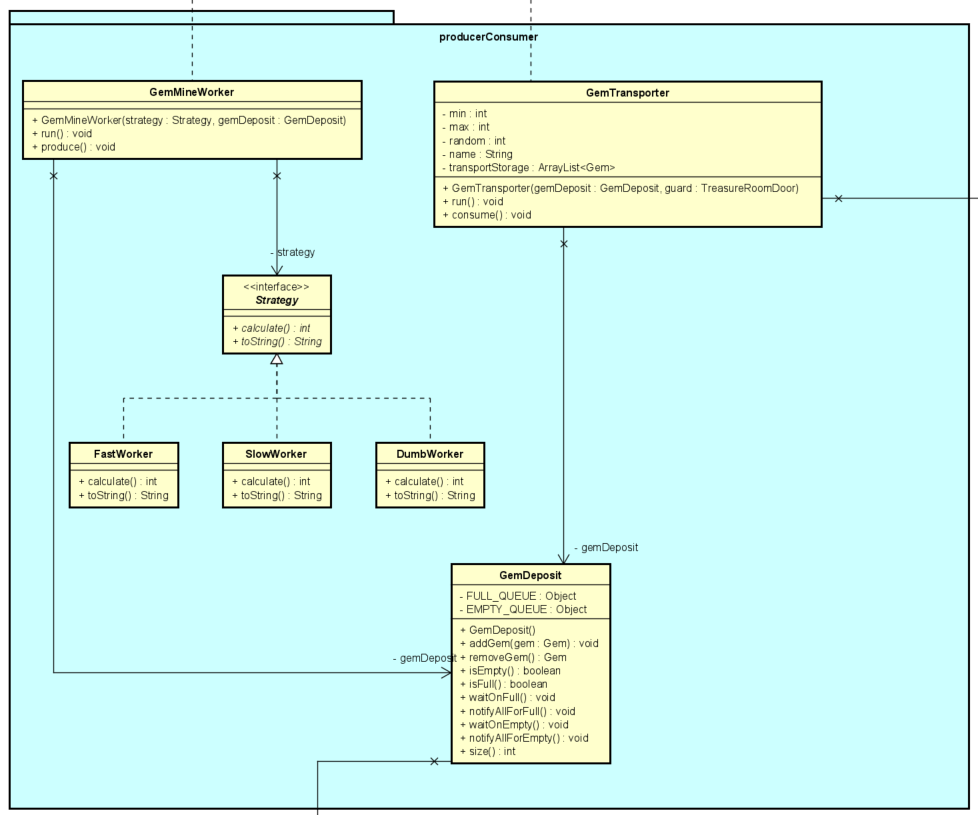 producerConsumer
GemMineWorker
+ GemMineWorker(strategy : Strategy, gemDeposit : GemDeposit)
+ run() : void
+ produce() : void
GemTransporter
- min : int
- max : int
- random : int
- name : String
- transportStorage : ArrayList<Gem>
+ GemTransporter(gemDeposit : GemDeposit, guard : TreasureRoomDoor)
+ run() : void
+ consume() : void
- strategy
<<interface>>
Strategy
+ calculate() : int
+ toString() : String
FastWorker
+ calculate() : int
+ toString() : String
SlowWorker
+ calculate() : int
+ toString() : String
DumbWorker
+ calculate() : int
+ toString() : String
- gemDeposit
GemDeposit
- FULL_QUEUE : Object
- EMPTY_QUEUE : Object
+ GemDeposit()
+ addGem(gem : Gem) : void
- gemDeposit
+ removeGem() : Gem
+ isEmpty() : boolean
+ isFull() : boolean
+ waitOnFull() : void
+ notifyAllForFull() : void
+ waitOnEmpty() : void
+ notifyAllForEmpty() : void
+ size() : int